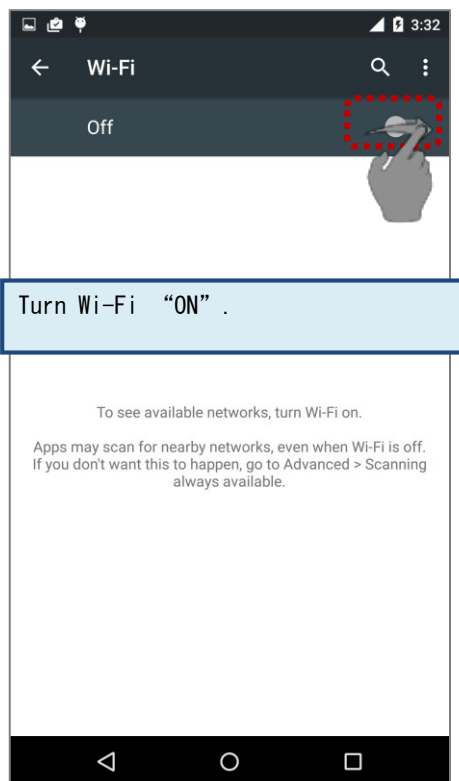 3:32
Wi-Fi
Off
Turn Wi-Fi “ON”.
To see available networks, turn Wi-Fi on.
Apps may scan for nearby networks, even when Wi-Fi is off.
If you don't want this to happen, go to Advanced > Scanning
always available.